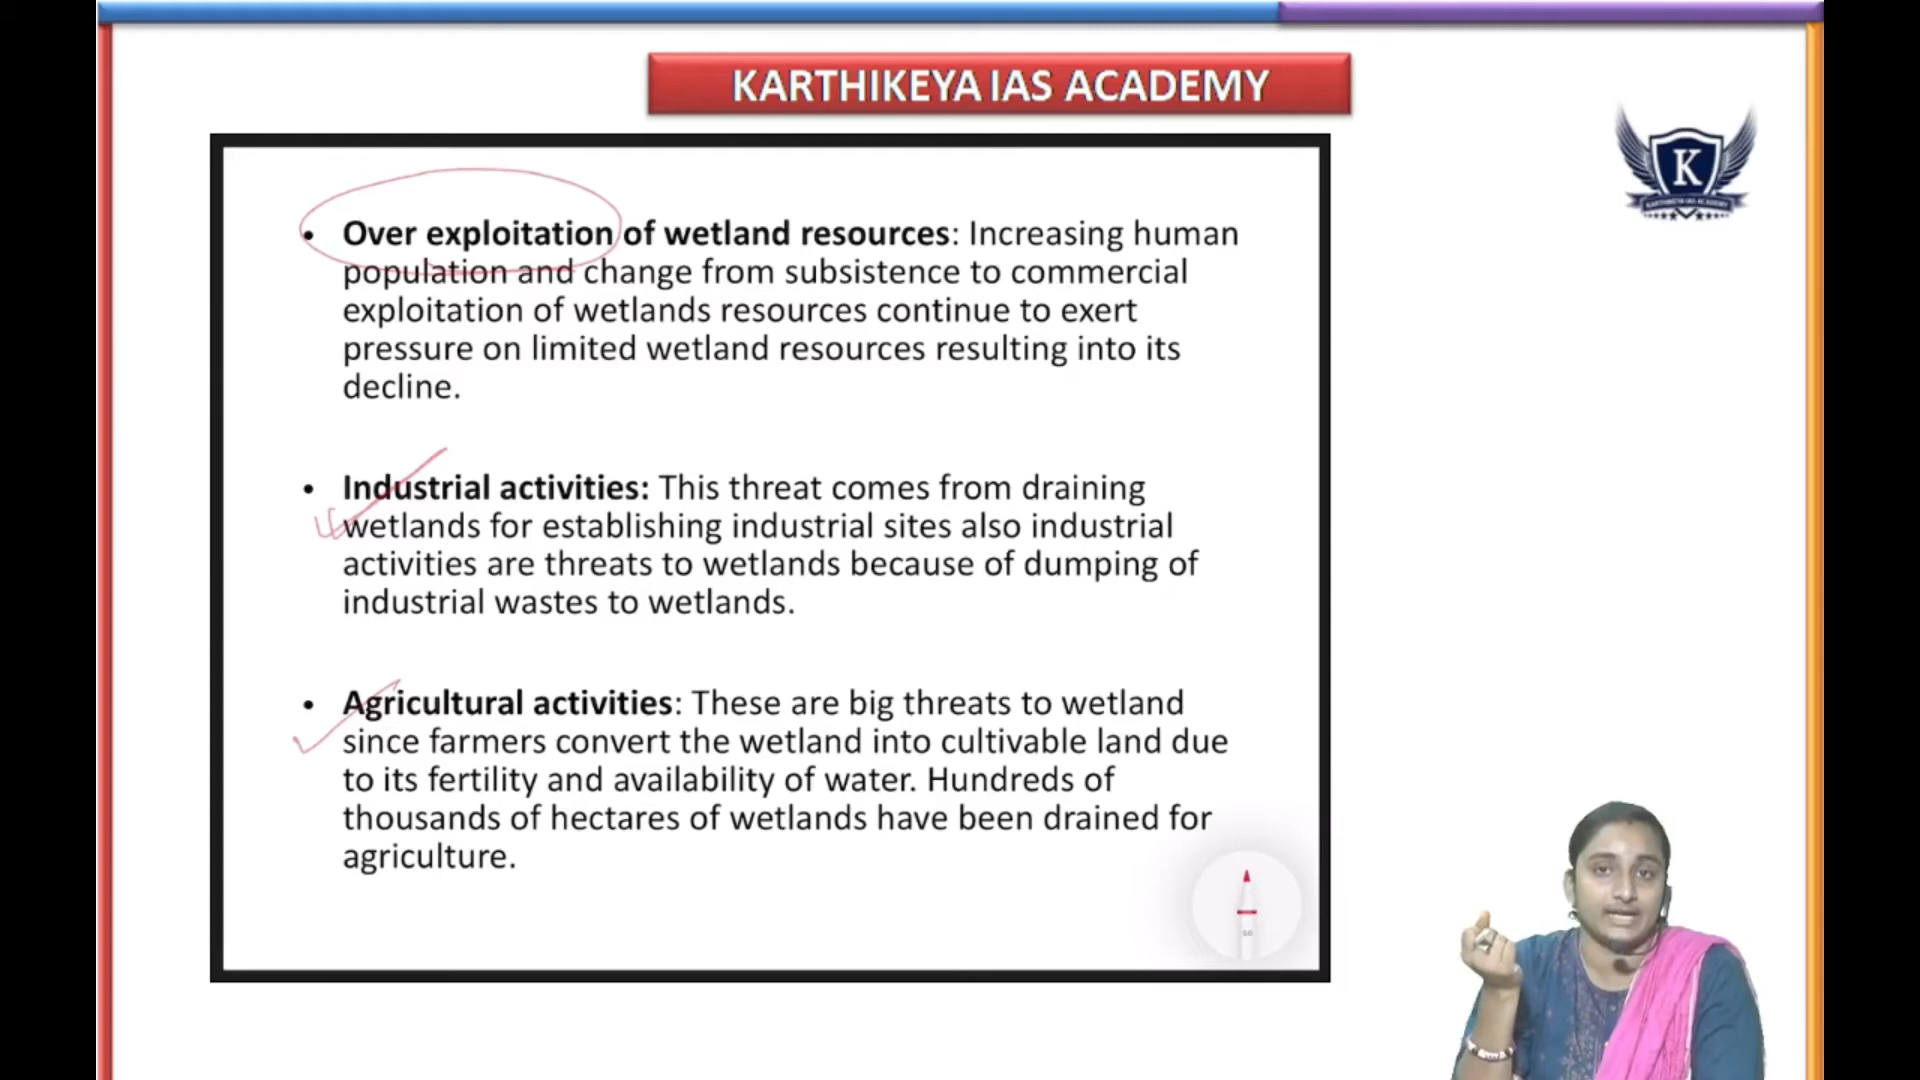 KARTHIKEYA IAS ACADEMY
K
KARTHIKEYA IAS ACADEMY
• Over exploitation of wetland resources: Increasing human
population and change from subsistence to commercial
exploitation of wetlands resources continue to exert
pressure on limited wetland resources resulting into its
decline.
• Industrial activities: This threat comes from draining
wetlands for establishing industrial sites also industrial
activities are threats to wetlands because of dumping of
industrial wastes to wetlands.
• Agricultural activities: These are big threats to wetland
since farmers convert the wetland into cultivable land due
to its fertility and availability of water. Hundreds of
thousands of hectares of wetlands have been drained for
agriculture.